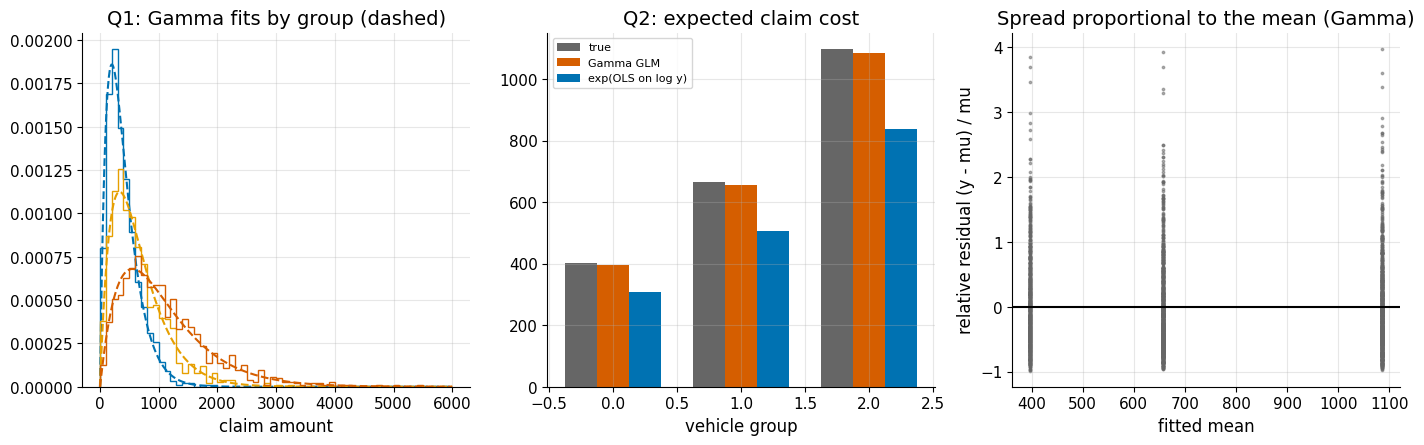 Q1: Gamma fits by group (dashed)
0.00200
0.00175
0.00150
0.00125
0.00100
0.00075
0.00050
0.00025
0.00000
0 1000 2000 3000 4000 5000 6000
claim amount
Q2: expected claim cost
true
Gamma GLM
exp(OLS on log y)
1000
800
600
400
200
0
−0.5 0.0 0.5 1.0 1.5 2.0 2.5
vehicle group
Spread proportional to the mean (Gamma)
relative residual (y - mu) / mu
4
3
2
1
0
−1
400 500 600 700 800 900 1000 1100
fitted mean